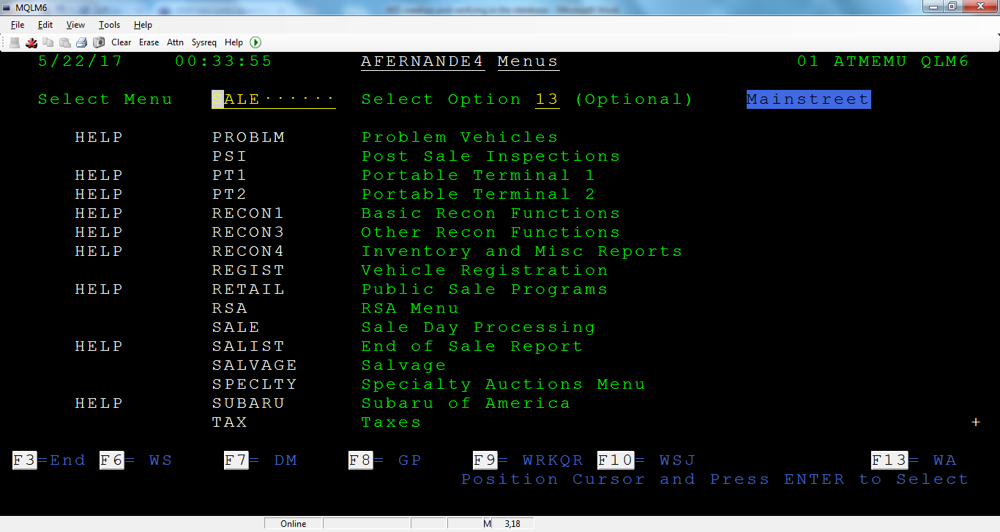 MQLM6
File Edit View Tools Help
Clear Erase Attn Sysreq Help
5/22/17 00:33:55 AFERNANDE4 Menus 01 ATMEMU QLM6
Select Menu SALE······ Select Option 13 (Optional) Mainstreet
HELP PROBLM Problem Vehicles
PSI Post Sale Inspections
HELP PT1 Portable Terminal 1
HELP PT2 Portable Terminal 2
HELP RECON1 Basic Recon Functions
HELP RECON3 Other Recon Functions
HELP RECON4 Inventory and Misc Reports
REGIST Vehicle Registration
HELP RETAIL Public Sale Programs
RSA RSA Menu
SALE Sale Day Processing
HELP SALIST End of Sale Report
SALVAGE Salvage
SPECLTY Specialty Auctions Menu
HELP SUBARU Subaru of America
TAX Taxes +
F3=End F6= WS F7= DM F8= GP F9= WRKQR F10= WSJ F13= WA
Position Cursor and Press ENTER to Select
Online M 3,18